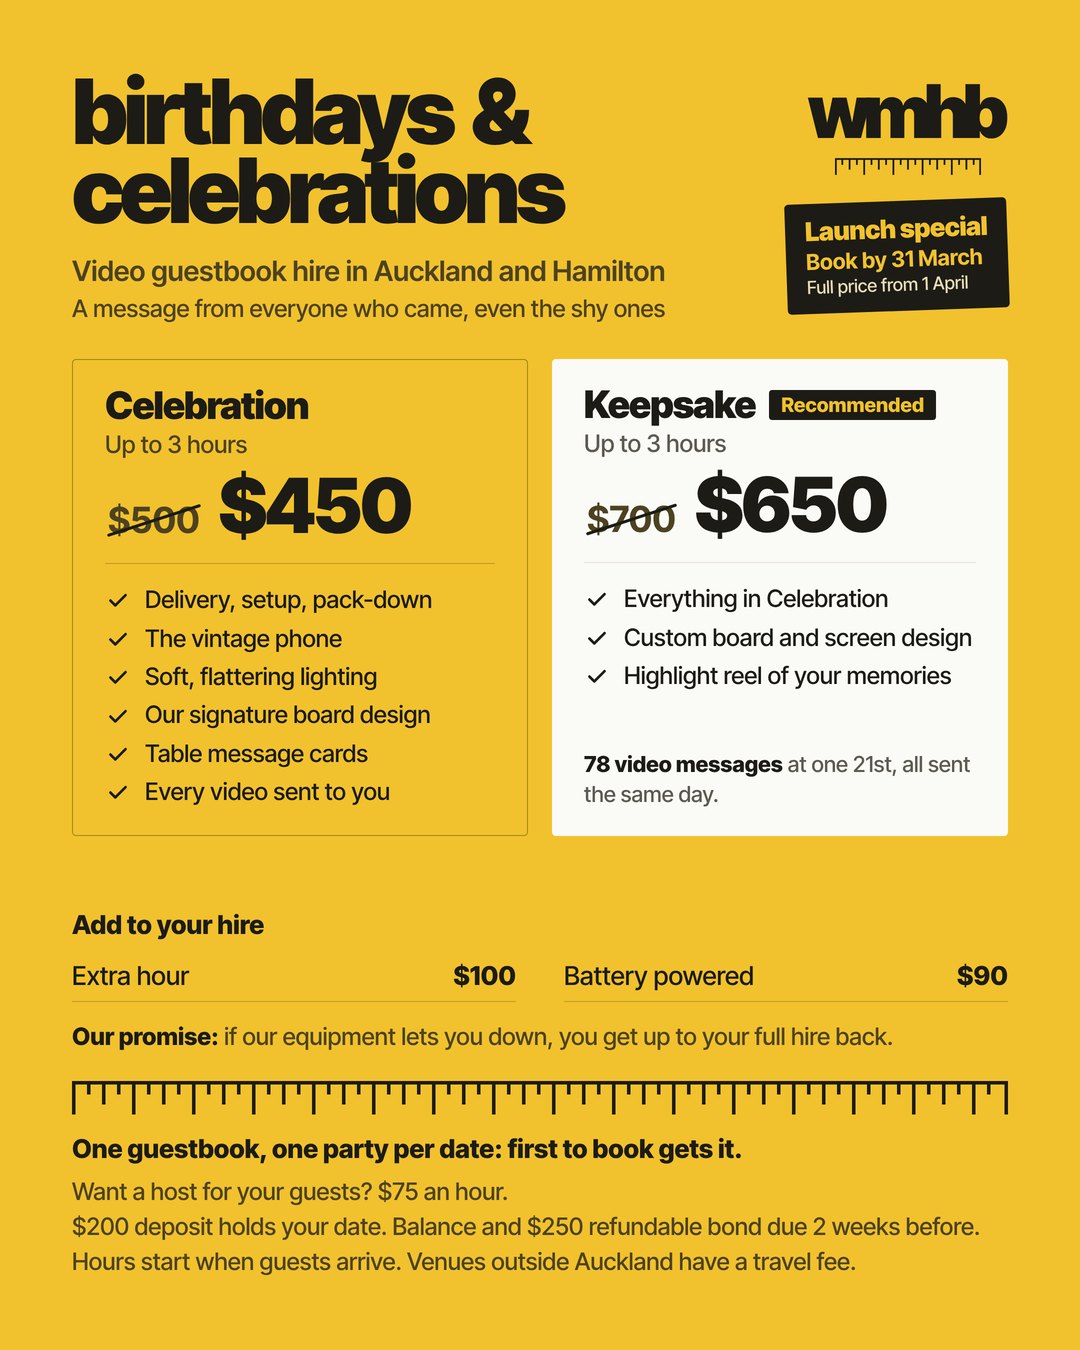 birthdays &
celebrations
wmhb
Launch special
Book by 31 March
Full price from 1 April
Video guestbook hire in Auckland and Hamilton
A message from everyone who came, even the shy ones
Celebration
Up to 3 hours
$500 $450
Delivery, setup, pack-down
The vintage phone
Soft, flattering lighting
Our signature board design
Table message cards
Every video sent to you
Keepsake Recommended
Up to 3 hours
$700 $650
Everything in Celebration
Custom board and screen design
Highlight reel of your memories
78 video messages at one 21st, all sent
the same day.
Add to your hire
Extra hour $100
Battery powered $90
Our promise: if our equipment lets you down, you get up to your full hire back.
One guestbook, one party per date: first to book gets it.
Want a host for your guests? $75 an hour.
$200 deposit holds your date. Balance and $250 refundable bond due 2 weeks before.
Hours start when guests arrive. Venues outside Auckland have a travel fee.